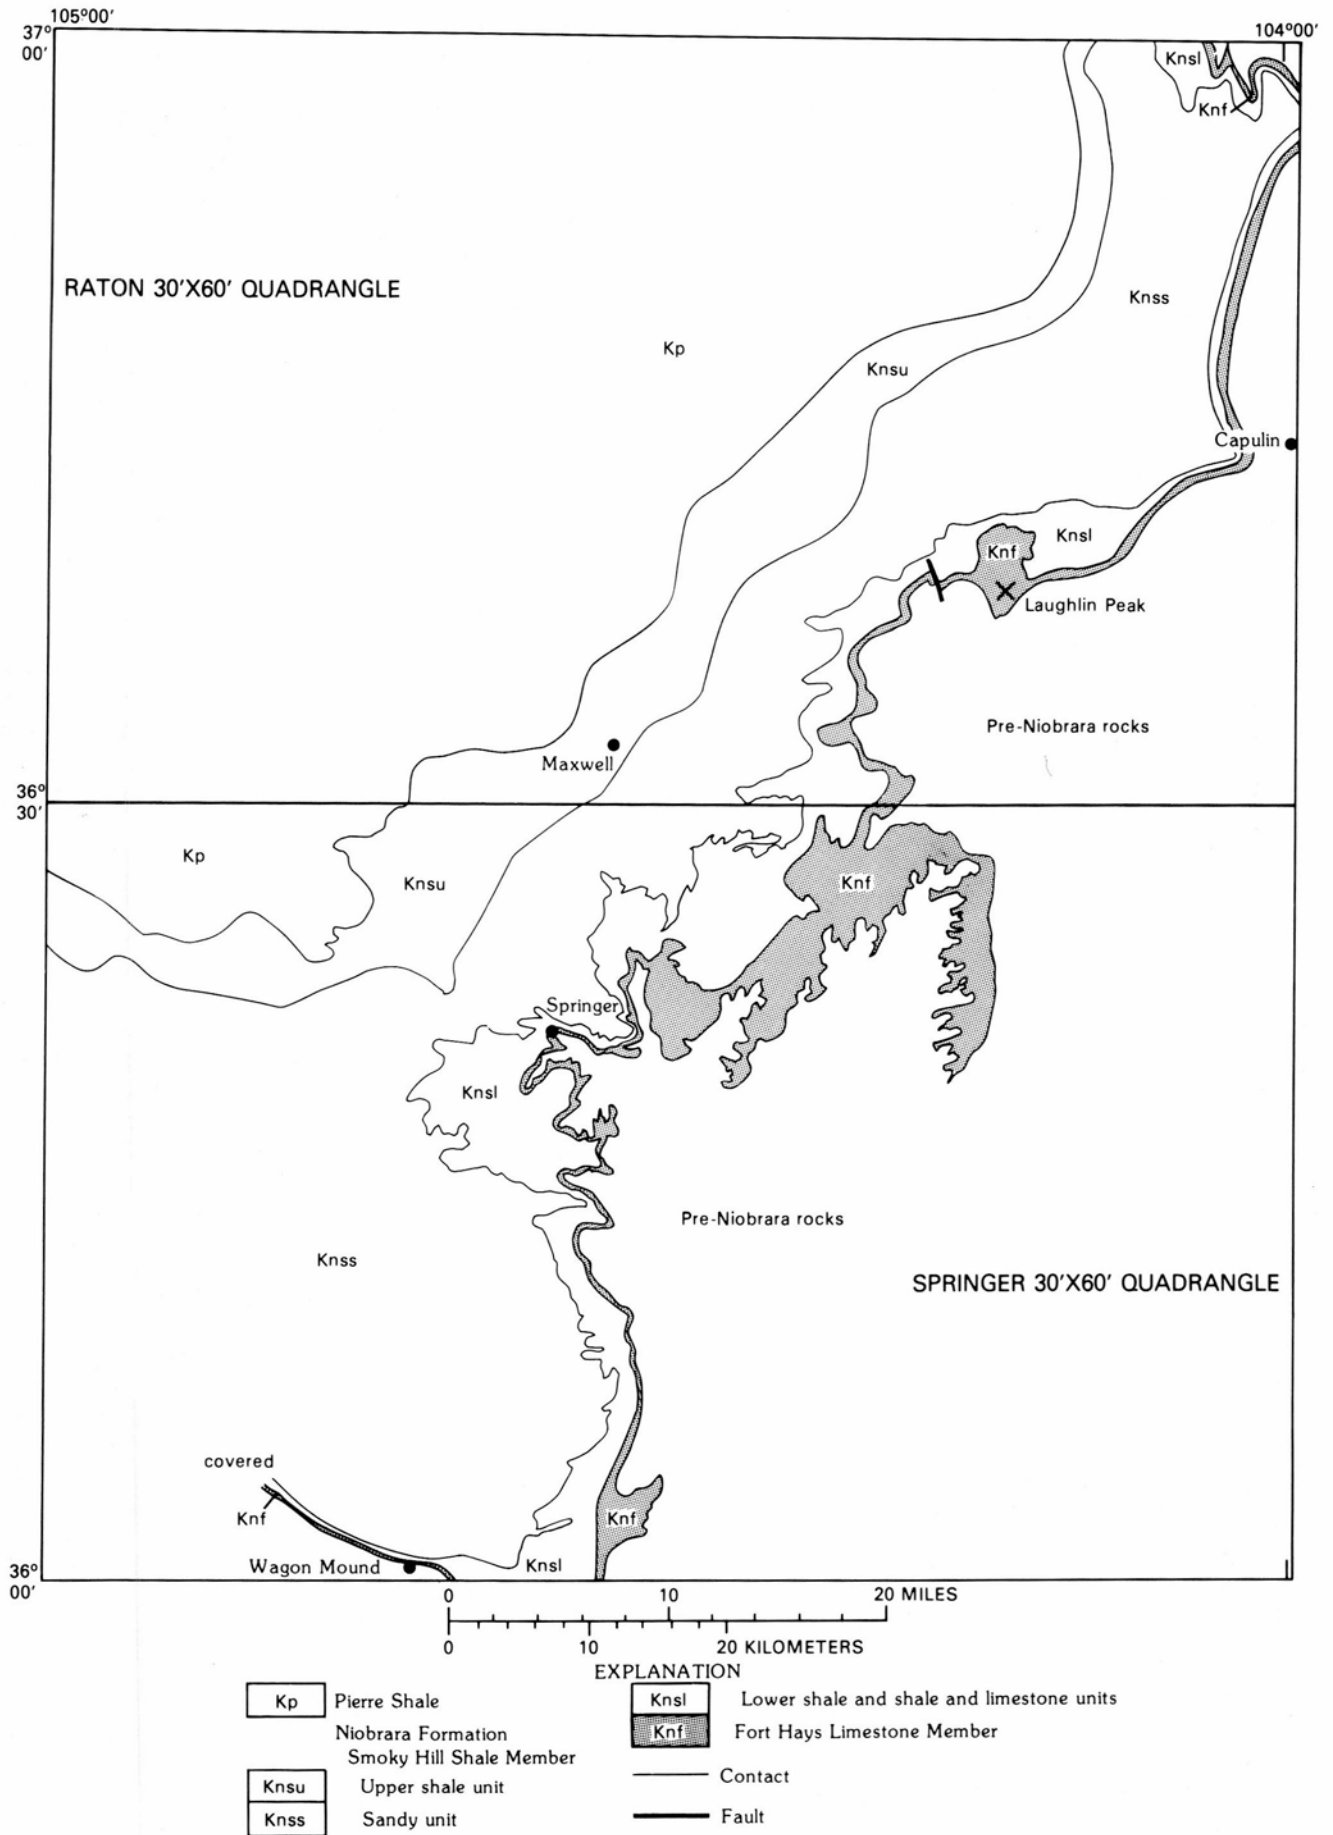 105°00'
104°00'
37°
00'
Knsl
Knf
RATON 30'X60' QUADRANGLE
Knss
Kp
Knsu
Capulin
Knf
Knsl
Laughlin Peak
Pre-Niobrara rocks
Maxwell
36°
30'
Kp
Knsu
Knf
Springer
Knsl
Pre-Niobrara rocks
Knss
SPRINGER 30'X60' QUADRANGLE
covered
Knf
Knf
Wagon Mound
Knsl
36°
00'
0 10 20 MILES
0 10 20 KILOMETERS
EXPLANATION
Kp Pierre Shale
Niobrara Formation
Smoky Hill Shale Member
Knsu Upper shale unit
Knss Sandy unit
Knsl Lower shale and shale and limestone units
Knf Fort Hays Limestone Member
Contact
Fault